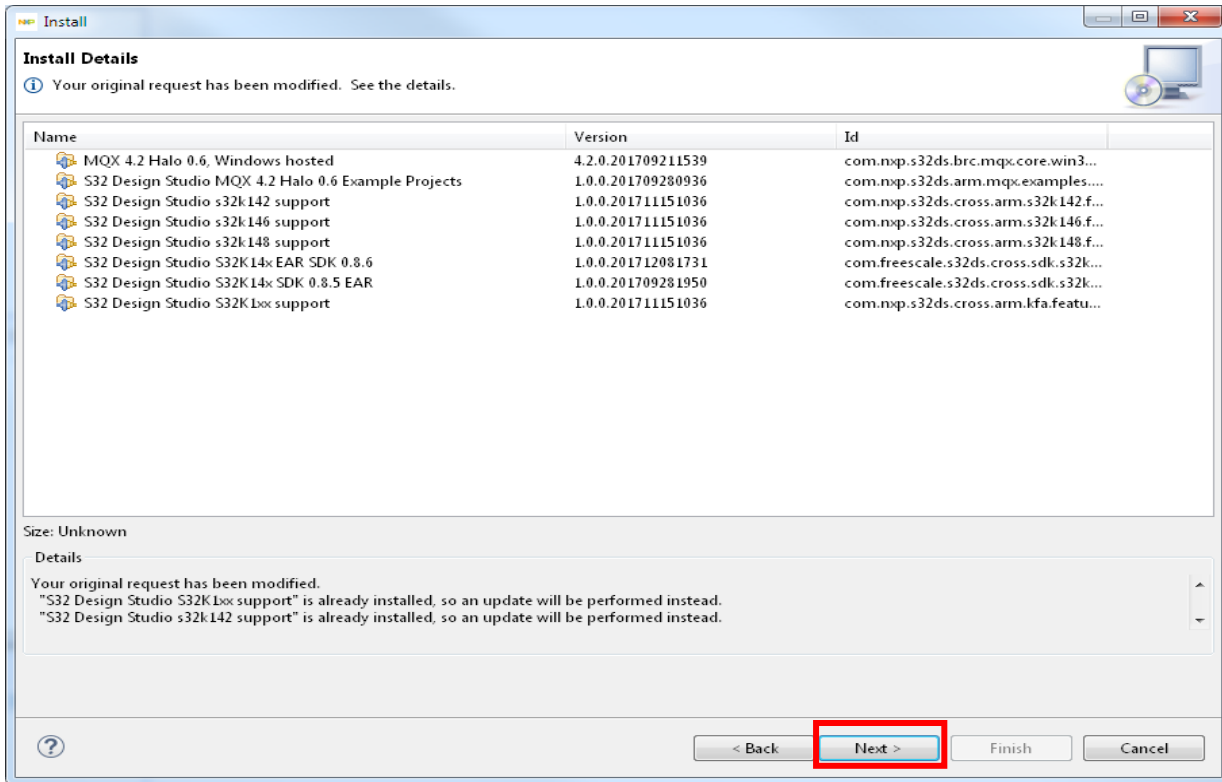 NXP Install
Install Details
Your original request has been modified. See the details.
Name Version Id
MQX 4.2 Halo 0.6, Windows hosted 4.2.0.201709211539 com.nxp.s32ds.brc.mqx.core.win3...
S32 Design Studio MQX 4.2 Halo 0.6 Example Projects 1.0.0.201709280936 com.nxp.s32ds.arm.mqx.examples....
S32 Design Studio s32k142 support 1.0.0.201711151036 com.nxp.s32ds.cross.arm.s32k142.f...
S32 Design Studio s32k146 support 1.0.0.201711151036 com.nxp.s32ds.cross.arm.s32k146.f...
S32 Design Studio s32k148 support 1.0.0.201711151036 com.nxp.s32ds.cross.arm.s32k148.f...
S32 Design Studio S32K14x EAR SDK 0.8.6 1.0.0.201712081731 com.freescale.s32ds.cross.sdk.s32k...
S32 Design Studio S32K14x SDK 0.8.5 EAR 1.0.0.201709281950 com.freescale.s32ds.cross.sdk.s32k...
S32 Design Studio S32K1xx support 1.0.0.201711151036 com.nxp.s32ds.cross.arm.kfa.featu...
Size: Unknown
Details
Your original request has been modified.
"S32 Design Studio S32K1xx support" is already installed, so an update will be performed instead.
"S32 Design Studio s32k142 support" is already installed, so an update will be performed instead.
? < Back Next > Finish Cancel